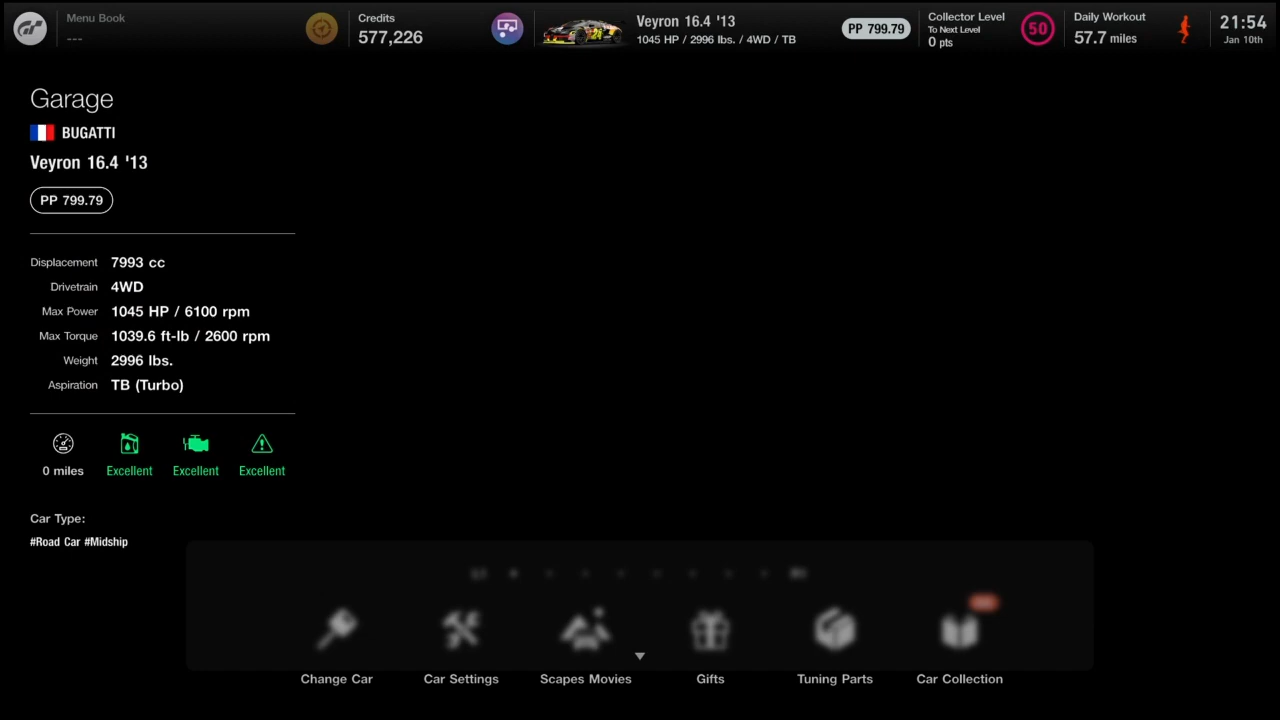 Menu Book
---
Credits
577,226
Veyron 16.4 '13
1045 HP / 2996 lbs. / 4WD / TB
PP 799.79
Collector Level
To Next Level
0 pts
50
Daily Workout
57.7 miles
21:54
Jan 10th
Garage
BUGATTI
Veyron 16.4 '13
PP 799.79
Displacement 7993 cc
Drivetrain 4WD
Max Power 1045 HP / 6100 rpm
Max Torque 1039.6 ft-lb / 2600 rpm
Weight 2996 lbs.
Aspiration TB (Turbo)
0 miles Excellent Excellent Excellent
Car Type:
#Road Car #Midship
Change Car Car Settings Scapes Movies Gifts Tuning Parts Car Collection